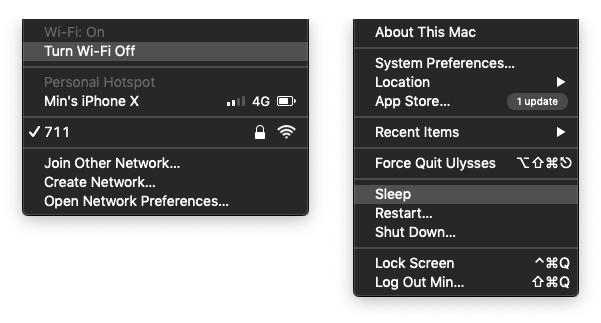 Wi-Fi: On
Turn Wi-Fi Off
Personal Hotspot
Min's iPhone X 4G
✓ 711
Join Other Network...
Create Network...
Open Network Preferences...
About This Mac
System Preferences...
Location ▶
App Store... 1 update
Recent Items ▶
Force Quit Ulysses ⌥⇧⌘⎋
Sleep
Restart...
Shut Down...
Lock Screen ^⌘Q
Log Out Min... ⇧⌘Q